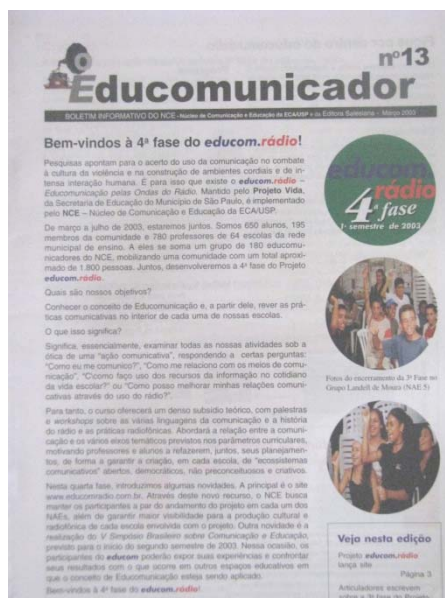 nº13
Educomunicador
BOLETIM INFORMATIVO DO NCE - Núcleo de Comunicação e Educação da ECA/USP e da Editora Salesiana - Março 2003
Bem-vindos à 4ª fase do educom.rádio!
Pesquisas apontam para o acerto do uso da comunicação no combate
à cultura da violência e na construção de ambientes cordiais e de in-
tensa interação humana. É para isso que existe o educom.rádio –
Educomunicação pelas Ondas do Rádio. Mantido pelo Projeto Vida,
da Secretaria de Educação do Município de São Paulo, é implementado
pelo NCE – Núcleo de Comunicação e Educação da ECA/USP.
De março a julho de 2003, estaremos juntos. Somos 650 alunos, 195
membros da comunidade e 780 professores de 64 escolas da rede
municipal de ensino. A eles se soma um grupo de 180 educomu-
nicadores do NCE, mobilizando uma comunidade com um total aproxi-
mado de 1.800 pessoas. Juntos, desenvolveremos a 4ª fase do Projeto
educom.rádio.
Quais são nossos objetivos?
Conhecer o conceito de Educomunicação e, a partir dele, rever as prá-
ticas comunicativas no interior de cada uma de nossas escolas.
O que isso significa?
Significa, essencialmente, examinar todas as nossas atividades sob a
ótica de uma "ação comunicativa", respondendo a certas perguntas:
"Como eu me comunico?", "Como me relaciono com os meios de comu-
nicação", "C'como faço uso dos recursos da informação no cotidiano
da vida escolar?" ou "Como posso melhorar minhas relações comuni-
cativas através do uso do rádio?".
Para tanto, o curso oferecerá um denso subsídio teórico, com palestras
e workshops sobre as várias linguagens da comunicação e a história
do rádio e as práticas radiofônicas. Abordará a relação entre a comuni-
cação e os vários eixos temáticos previstos nos parâmetros curriculares,
motivando professores e alunos a refazerem, juntos, seus planejamen-
tos, de forma a garantir a criação, em cada escola, de "ecossistemas
comunicativos" abertos, democráticos, não preconceituosos e criativos.
Nesta quarta fase, introduzimos algumas novidades. A principal é o site
www.educomradio.com.br. Através deste novo recurso, o NCE busca
manter os participantes a par do andamento do projeto em cada um dos
NAEs, além de garantir maior visibilidade para a produção cultural e
radiofônica de cada escola envolvida com o projeto. Outra novidade é a
realização do V Simpósio Brasileiro sobre Comunicação e Educação,
previsto para o início do segundo semestre de 2003. Nessa ocasião, os
participantes do educom poderão expor suas experiências e confrontar
seus resultados com o que ocorre em outros espaços educativos em
que o conceito de Educomunicação esteja sendo aplicado.
Bem-vindos à 4ª fase do educom.rádio!
educom
rádio
4ª fase
1º semestre de 2003
Fotos do encerramento da 3ª Fase no
Grupo Landell de Moura (NAE 5)
Veja nesta edição
Projeto educom.rádio
lança site
Página 3
Articuladores escrevem
sobre a 3ª fase do Projeto